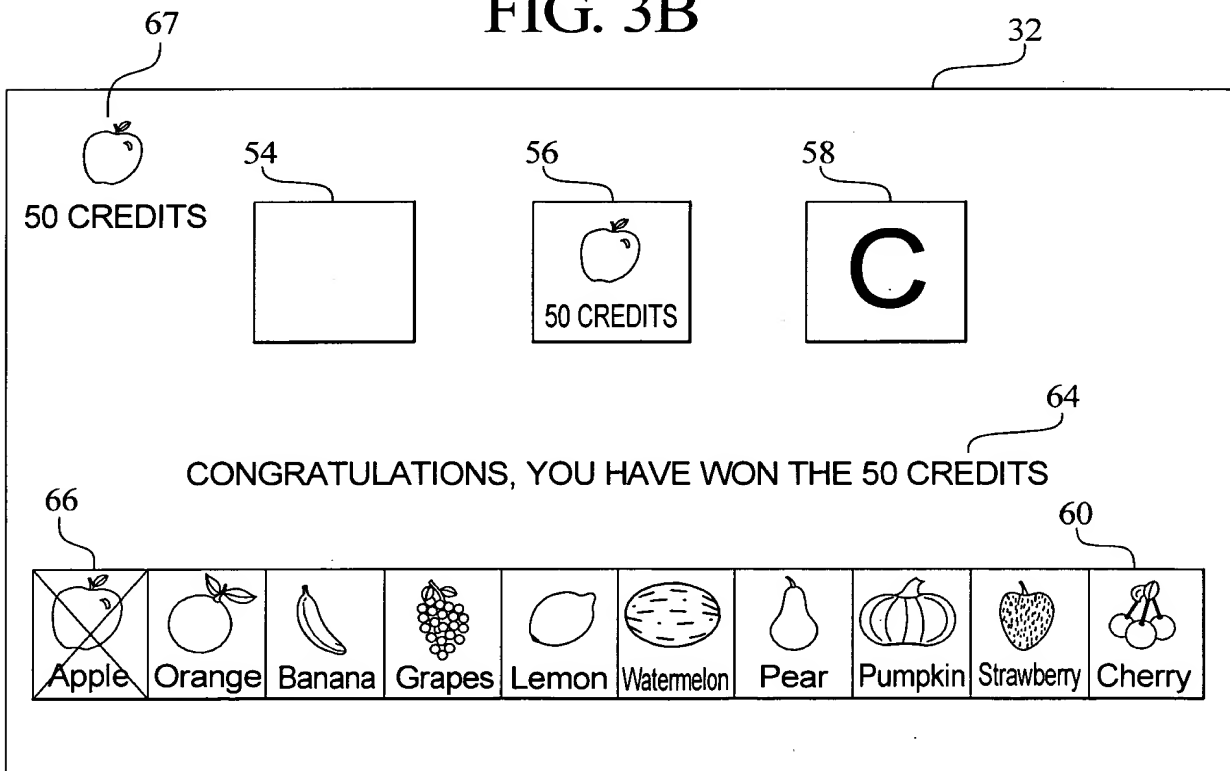 FIG. 3B
67
32
54
56
58
50 CREDITS
50 CREDITS
C
64
CONGRATULATIONS, YOU HAVE WON THE 50 CREDITS
66
60
Apple Orange Banana Grapes Lemon Watermelon Pear Pumpkin Strawberry Cherry